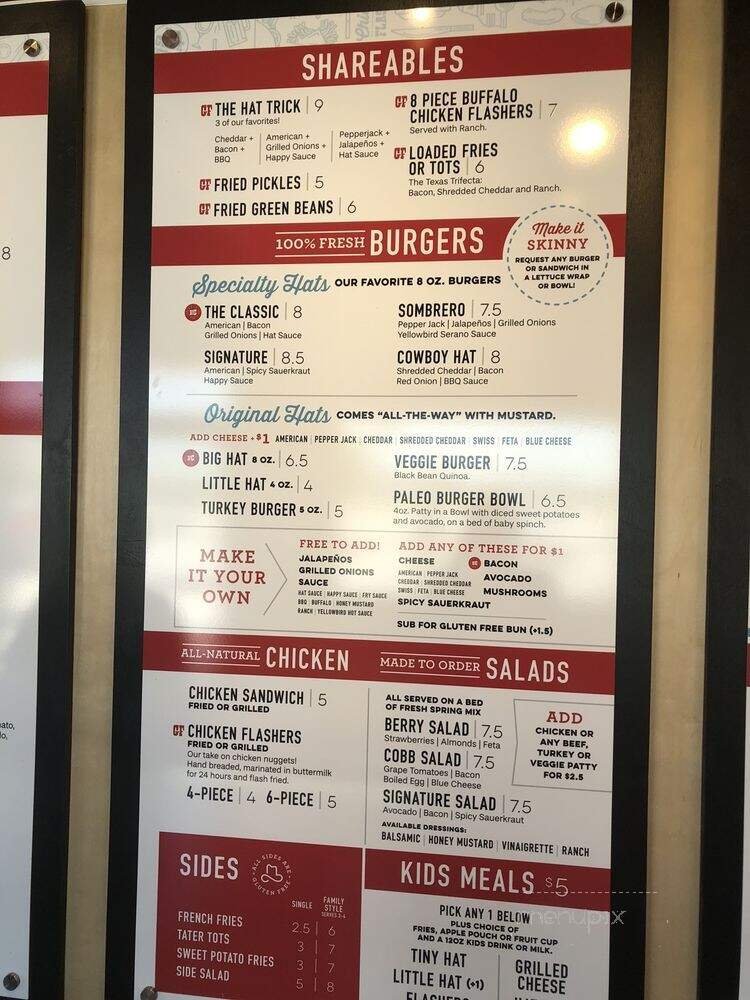 SHAREABLES
CF THE HAT TRICK | 9
3 of our favorites!
Cheddar + Bacon + BBQ
American + Grilled Onions + Happy Sauce
Pepperjack + Jalapeños + Hat Sauce
CF FRIED PICKLES | 5
CF FRIED GREEN BEANS | 6
CF 8 PIECE BUFFALO
CHICKEN FLASHERS | 7
Served with Ranch.
CF LOADED FRIES
OR TOTS | 6
The Texas Trifecta:
Bacon, Shredded Cheddar and Ranch.
100% FRESH BURGERS
Make it
SKINNY
REQUEST ANY BURGER
OR SANDWICH IN
A LETTUCE WRAP
OR BOWL!
Specialty Hats OUR FAVORITE 8 OZ. BURGERS
THE CLASSIC | 8
American | Bacon
Grilled Onions | Hat Sauce
SOMBRERO | 7.5
Pepper Jack | Jalapeños | Grilled Onions
Yellowbird Serano Sauce
SIGNATURE | 8.5
American | Spicy Sauerkraut
Happy Sauce
COWBOY HAT | 8
Shredded Cheddar | Bacon
Red Onion | BBQ Sauce
Original Hats COMES "ALL-THE-WAY" WITH MUSTARD.
ADD CHEESE + $1 AMERICAN | PEPPER JACK | CHEDDAR | SHREDDED CHEDDAR | SWISS | FETA | BLUE CHEESE
BIG HAT 8 OZ. | 6.5
LITTLE HAT 4 OZ. | 4
TURKEY BURGER 5 OZ. | 5
VEGGIE BURGER | 7.5
Black Bean Quinoa.
PALEO BURGER BOWL | 6.5
4oz. Patty in a Bowl with diced sweet potatoes
and avocado, on a bed of baby spinch.
MAKE
IT YOUR
OWN
FREE TO ADD!
JALAPEÑOS
GRILLED ONIONS
SAUCE
HAT SAUCE | HAPPY SAUCE | FRY SAUCE
BBQ | BUFFALO | HONEY MUSTARD
RANCH | YELLOWBIRD HOT SAUCE
ADD ANY OF THESE FOR $1
CHEESE
AMERICAN | PEPPER JACK
CHEDDAR | SHREDDED CHEDDAR
SWISS | FETA | BLUE CHEESE
SPICY SAUERKRAUT
BACON
AVOCADO
MUSHROOMS
SUB FOR GLUTEN FREE BUN (+1.5)
ALL-NATURAL CHICKEN
CHICKEN SANDWICH | 5
FRIED OR GRILLED
CF CHICKEN FLASHERS
FRIED OR GRILLED
Our take on chicken nuggets!
Hand breaded, marinated in buttermilk
for 24 hours and flash fried.
4-PIECE | 4 6-PIECE | 5
MADE TO ORDER SALADS
ALL SERVED ON A BED
OF FRESH SPRING MIX
BERRY SALAD | 7.5
Strawberries | Almonds | Feta
COBB SALAD | 7.5
Grape Tomatoes | Bacon
Boiled Egg | Blue Cheese
SIGNATURE SALAD | 7.5
Avocado | Bacon | Spicy Sauerkraut
AVAILABLE DRESSINGS:
BALSAMIC | HONEY MUSTARD | VINAIGRETTE | RANCH
ADD
CHICKEN OR
ANY BEEF,
TURKEY OR
VEGGIE PATTY
FOR $2.5
SIDES
ALL SIDES ARE
GLUTEN FREE
SINGLE FAMILY STYLE SERVES 3-4
FRENCH FRIES 2.5 | 6
TATER TOTS 3 | 7
SWEET POTATO FRIES 3 | 7
SIDE SALAD 5 | 8
KIDS MEALS $5
PICK ANY 1 BELOW
PLUS CHOICE OF
FRIES, APPLE POUCH OR FRUIT CUP
AND A 12OZ KIDS DRINK OR MILK.
TINY HAT
LITTLE HAT (+1)
FLASHERS
GRILLED
CHEESE
menupix
8